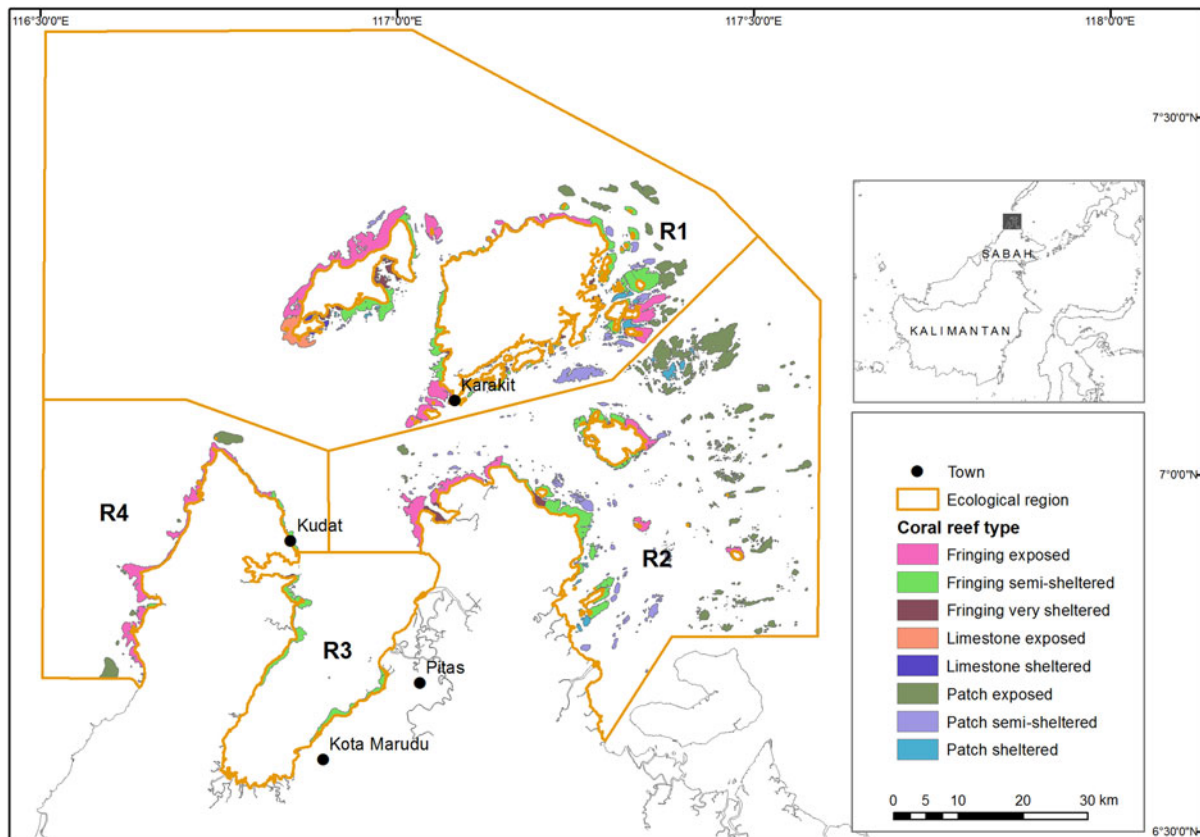 116°30'0"E
117°0'0"E
117°30'0"E
118°0'0"E
7°30'0"N
R1
SABAH
KALIMANTAN
Karakit
Town
Ecological region
Coral reef type
Fringing exposed
Fringing semi-sheltered
Fringing very sheltered
Limestone exposed
Limestone sheltered
Patch exposed
Patch semi-sheltered
Patch sheltered
0 5 10 20 30 km
7°0'0"N
R4
Kudat
R2
R3
Pitas
Kota Marudu
6°30'0"N